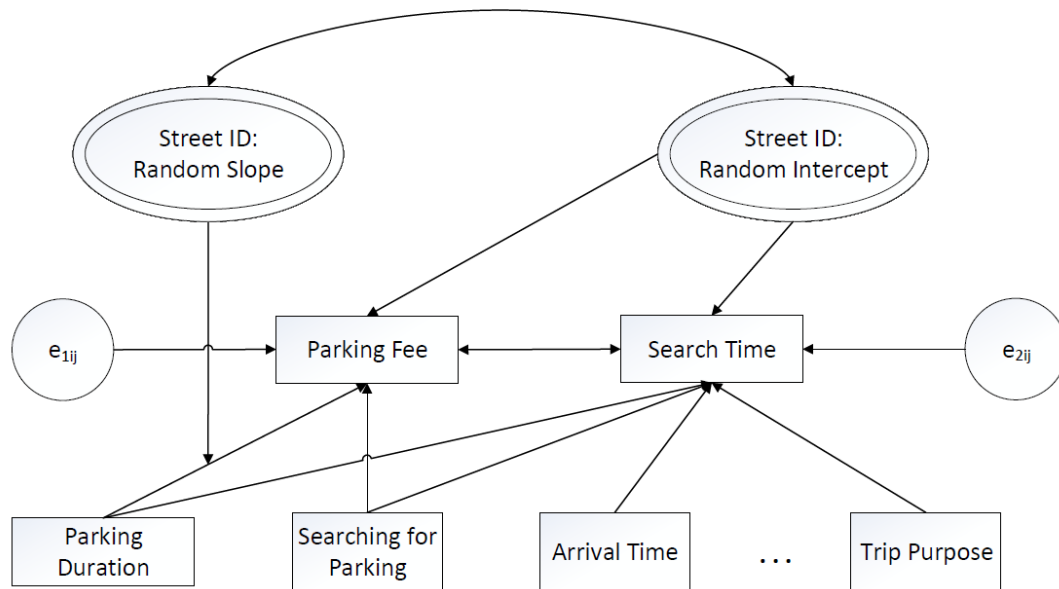 Street ID:
Random Slope
Street ID:
Random Intercept
e1ij
Parking Fee
Search Time
e2ij
Parking
Duration
Searching for
Parking
Arrival Time
...
Trip Purpose